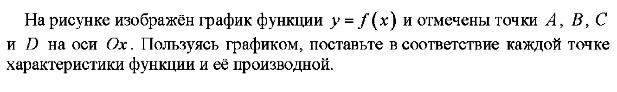 На рисунке изображён график функции y = f(x) и отмечены точки A, B, C
и D на оси Ox. Пользуясь графиком, поставьте в соответствие каждой точке
характеристики функции и её производной.